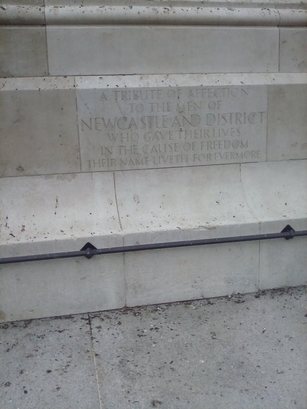 A TRIBUTE OF AFFECTION
TO THE MEN OF
NEWCASTLE AND DISTRICT
WHO GAVE THEIR LIVES
IN THE CAUSE OF FREEDOM
THEIR NAME LIVETH FOR EVERMORE